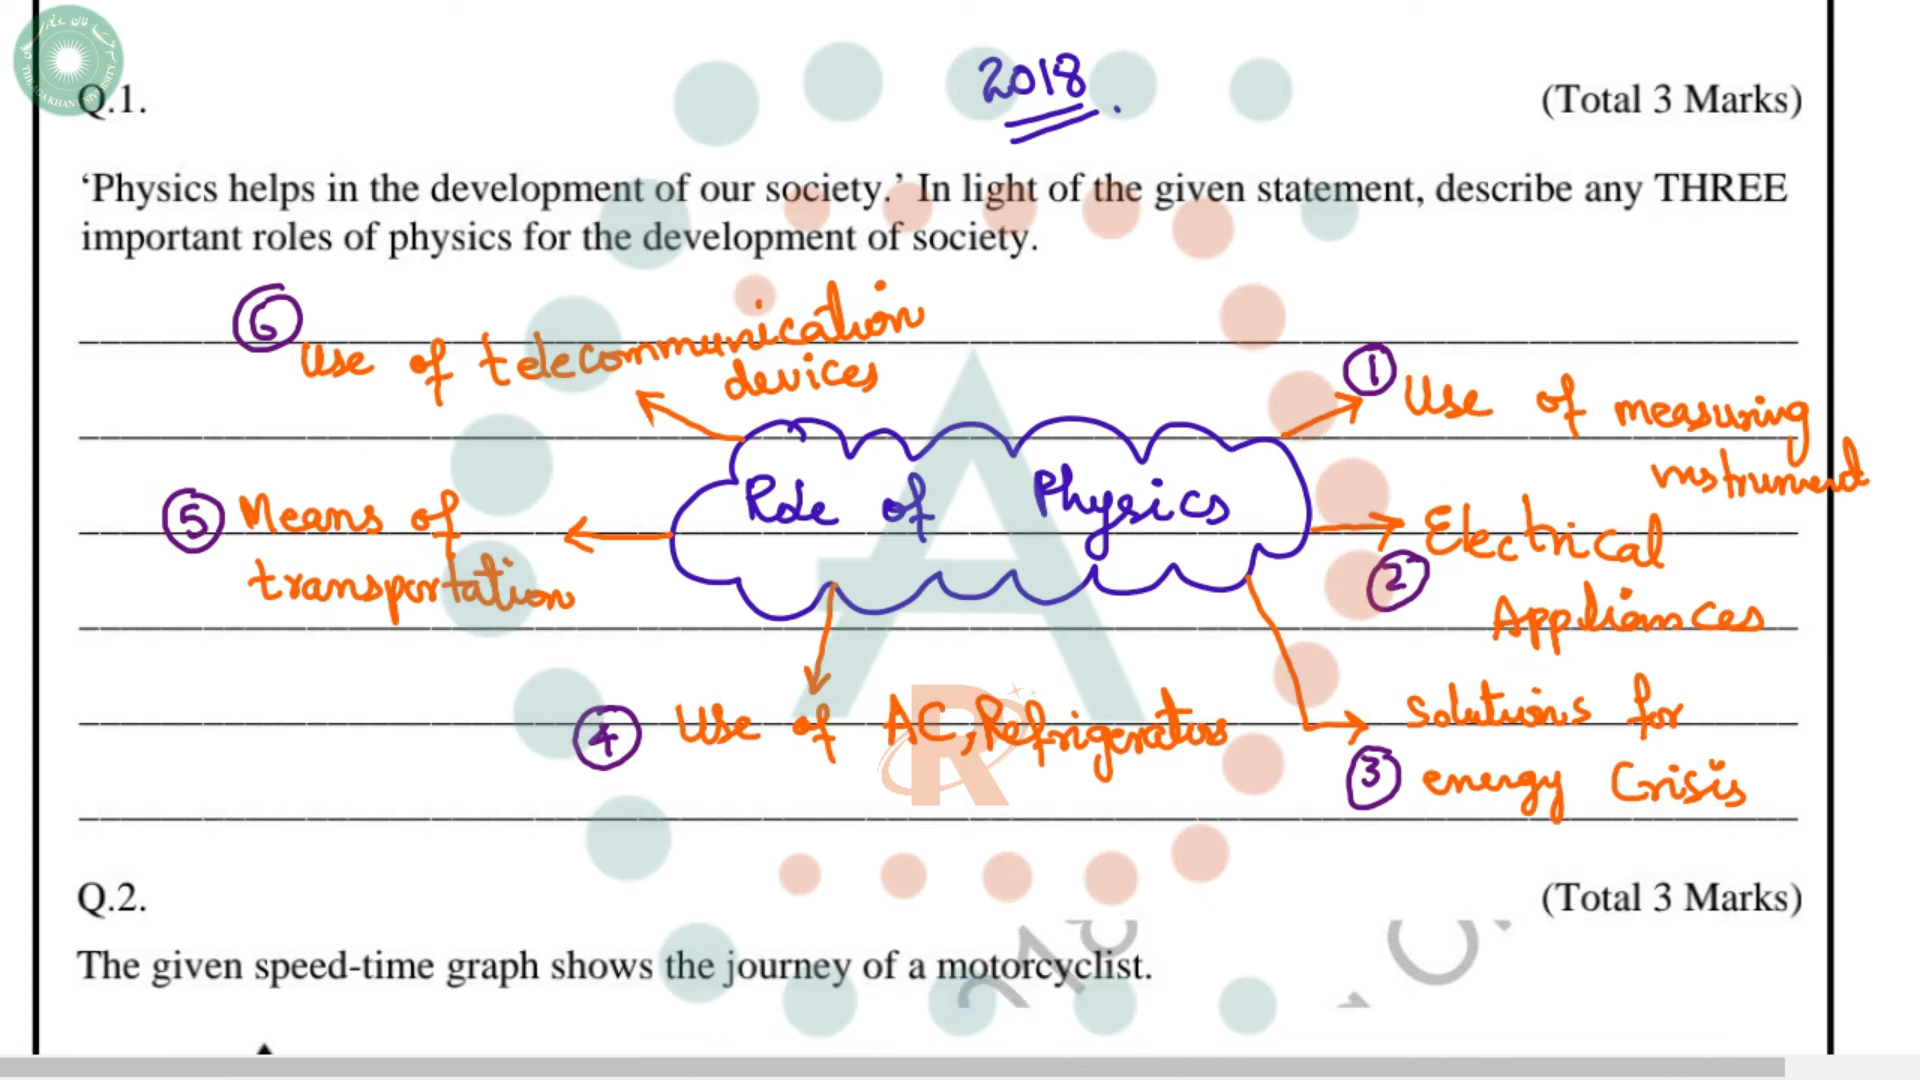 2018
Q.1.
(Total 3 Marks)
‘Physics helps in the development of our society.’ In light of the given statement, describe any THREE
important roles of physics for the development of society.
6 Use of telecommunication
devices
1 Use of measuring
instrument
Role of Physics
5 Means of
transportation
Electrical
2 Appliances
4 Use of AC, Refrigerators
solutions for
3 energy Crisis
R
Q.2.
(Total 3 Marks)
The given speed-time graph shows the journey of a motorcyclist.